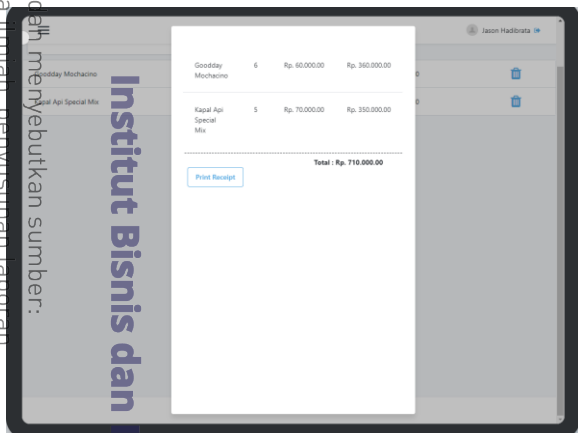 Jason Hadibrata
Goodday Mochacino
Kapal Api Special Mix
Goodday
Mochacino
6
Rp. 60.000.00
Rp. 360.000.00
Kapal Api
Special
Mix
5
Rp. 70.000.00
Rp. 350.000.00
Total : Rp. 710.000.00
Print Receipt
dan menyebutkan sumber:
Institut Bisnis dan